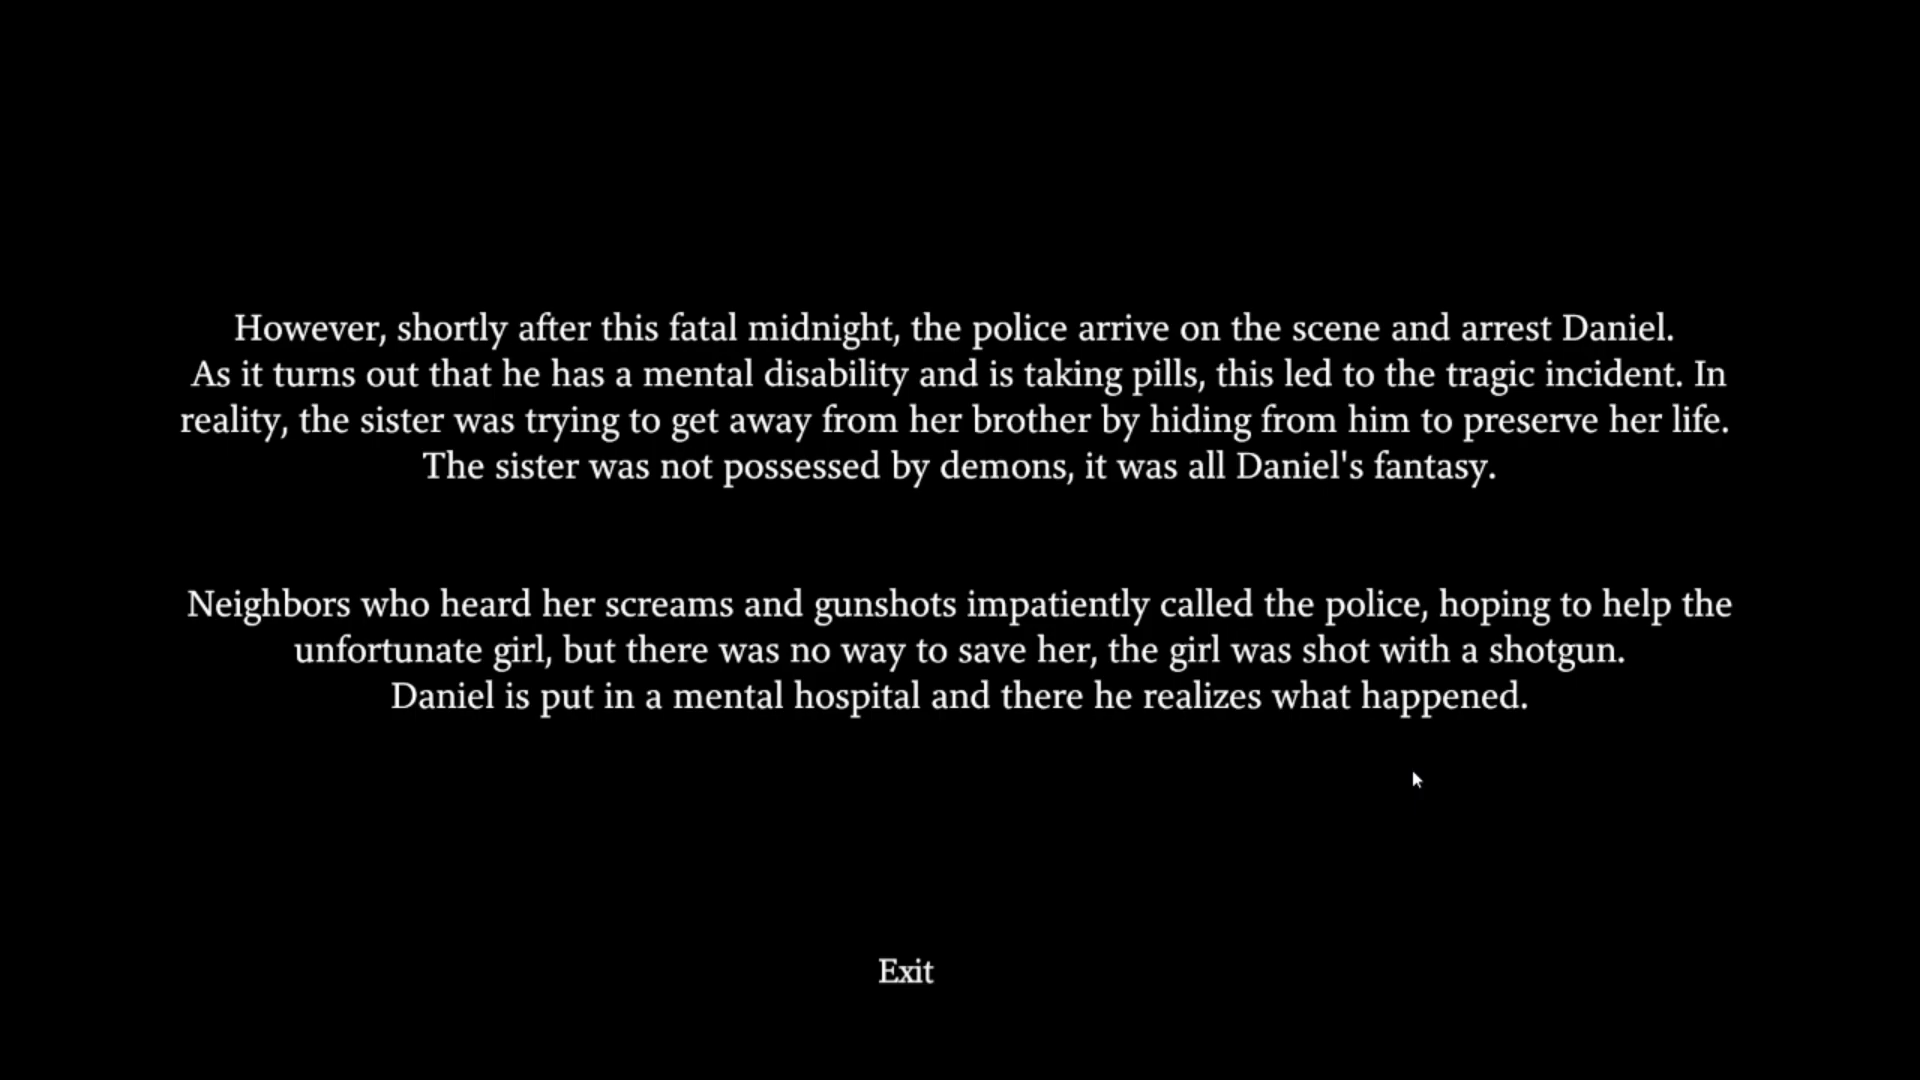 However, shortly after this fatal midnight, the police arrive on the scene and arrest Daniel.
As it turns out that he has a mental disability and is taking pills, this led to the tragic incident. In
reality, the sister was trying to get away from her brother by hiding from him to preserve her life.
The sister was not possessed by demons, it was all Daniel's fantasy.
Neighbors who heard her screams and gunshots impatiently called the police, hoping to help the
unfortunate girl, but there was no way to save her, the girl was shot with a shotgun.
Daniel is put in a mental hospital and there he realizes what happened.
Exit